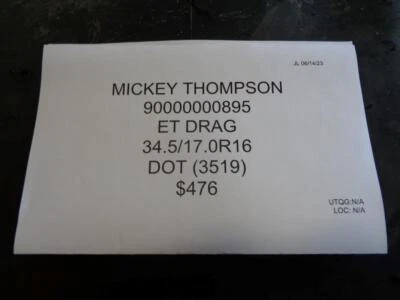 JL 06/14/23
MICKEY THOMPSON
90000000895
ET DRAG
34.5/17.0R16
DOT (3519)
$476
UTQG:N/A
LOC: N/A